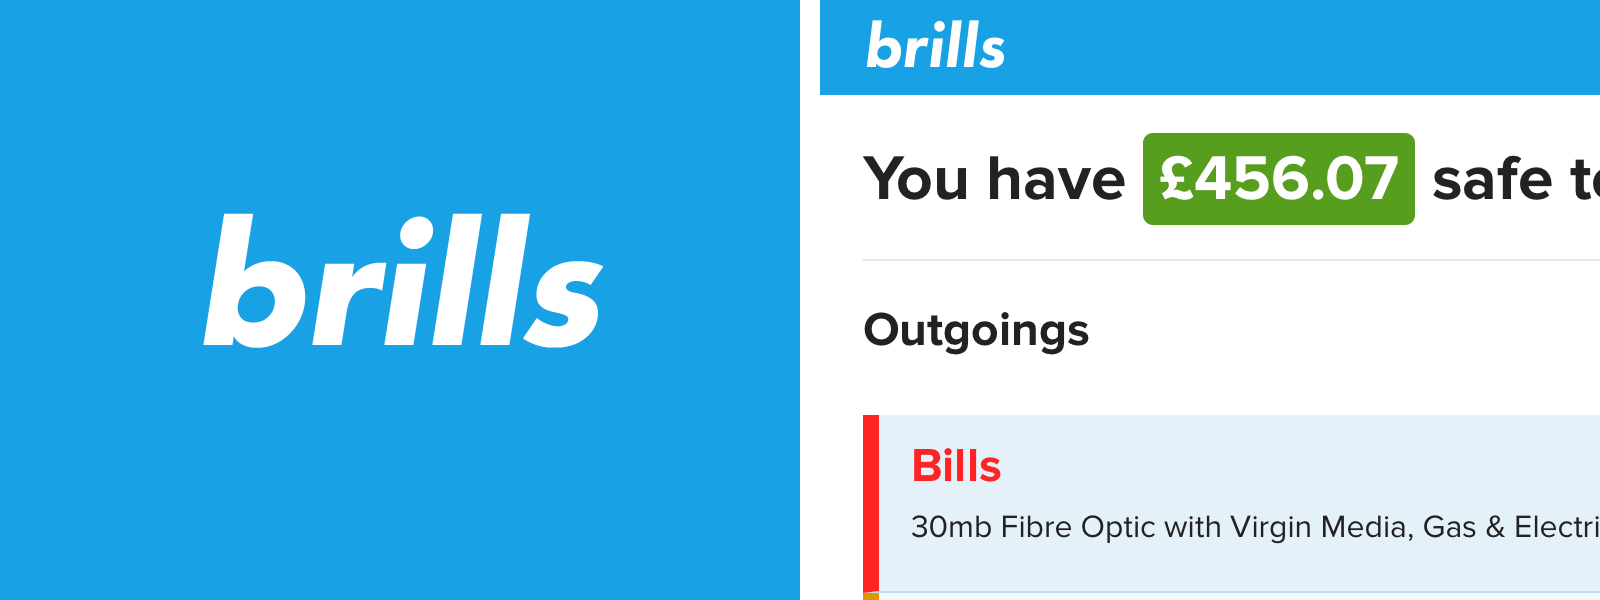 brills
brills
You have £456.07 safe
Outgoings
Bills
30mb Fibre Optic with Virgin Media, Gas &